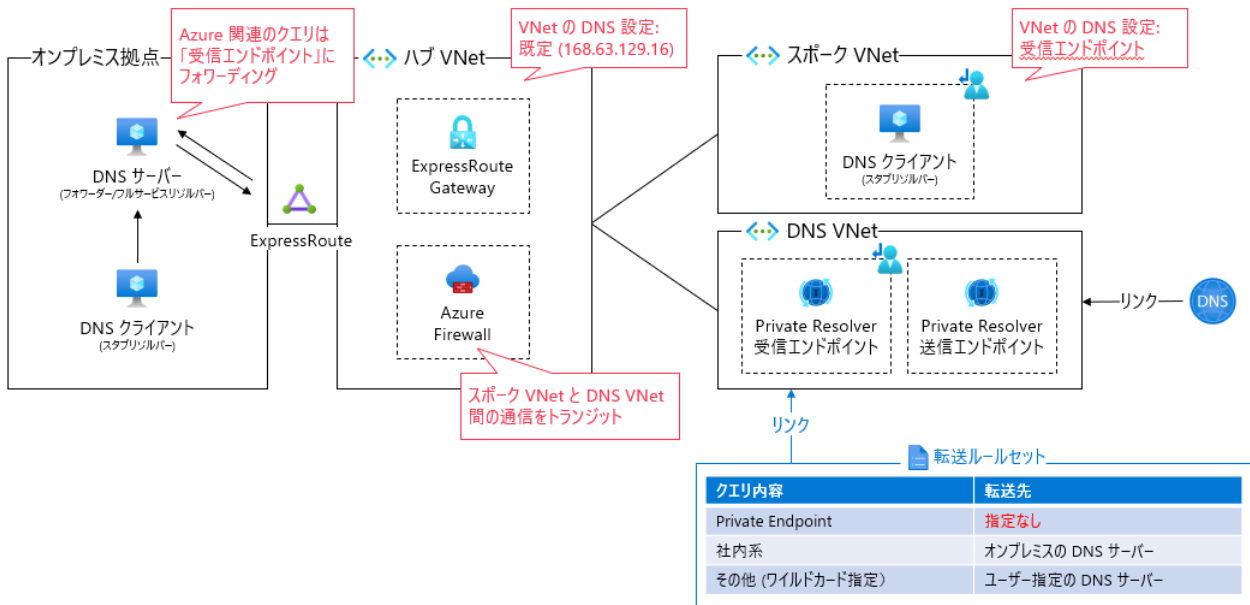 Azure 関連のクエリは
「受信エンドポイント」に
フォワーディング
オンプレミス拠点
DNS サーバー
(フォワーダー/フルサービスリゾルバー)
DNS クライアント
(スタブリゾルバー)
ExpressRoute
ハブ VNet
VNet の DNS 設定:
既定 (168.63.129.16)
ExpressRoute
Gateway
Azure
Firewall
スポーク VNet と DNS VNet
間の通信をトランジット
スポーク VNet
VNet の DNS 設定:
受信エンドポイント
DNS クライアント
(スタブリゾルバー)
DNS VNet
Private Resolver
受信エンドポイント
Private Resolver
送信エンドポイント
リンク
DNS
リンク
転送ルールセット
クエリ内容 転送先
Private Endpoint 指定なし
社内系 オンプレミスの DNS サーバー
その他 (ワイルドカード指定) ユーザー指定の DNS サーバー